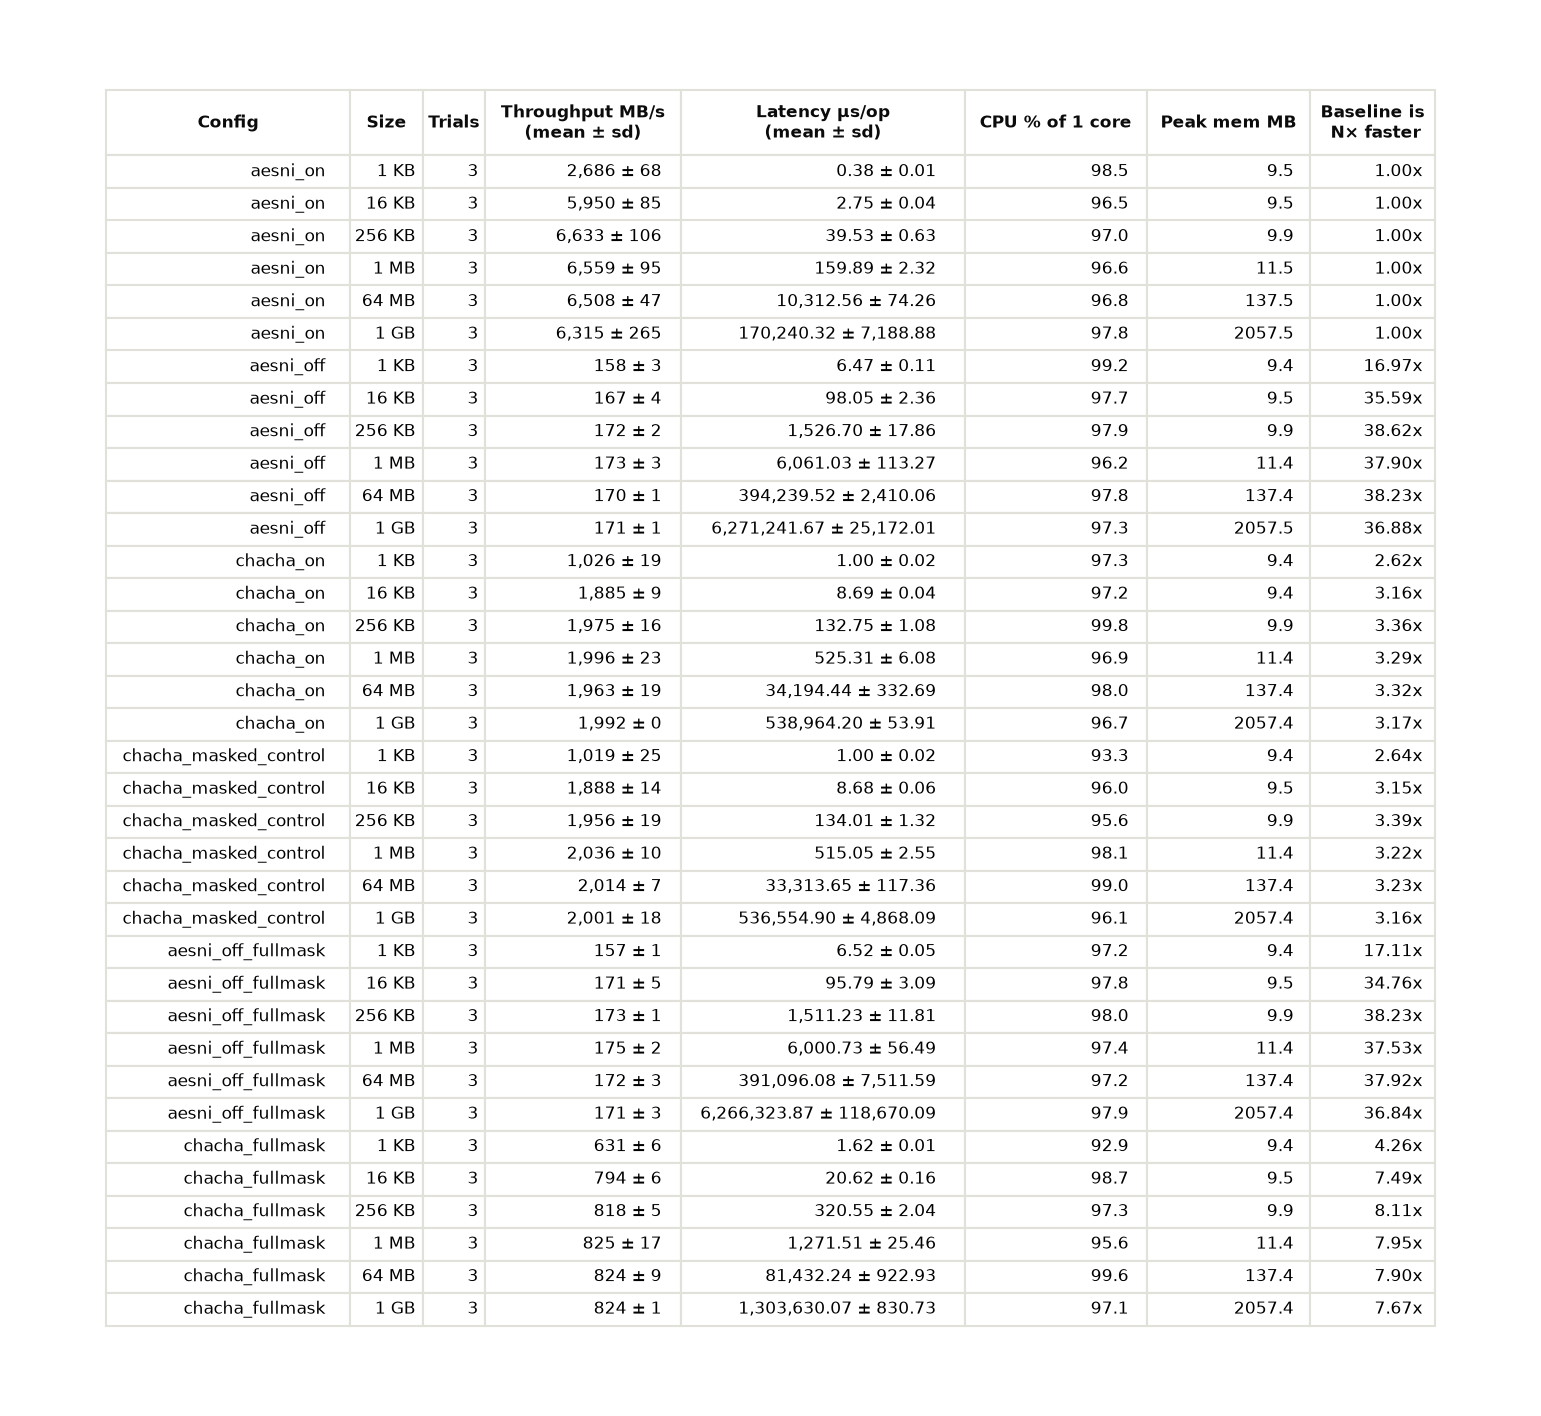 Config Size Trials Throughput MB/s (mean ± sd) Latency µs/op (mean ± sd) CPU % of 1 core Peak mem MB Baseline is N× faster
aesni_on 1 KB 3 2,686 ± 68 0.38 ± 0.01 98.5 9.5 1.00x
aesni_on 16 KB 3 5,950 ± 85 2.75 ± 0.04 96.5 9.5 1.00x
aesni_on 256 KB 3 6,633 ± 106 39.53 ± 0.63 97.0 9.9 1.00x
aesni_on 1 MB 3 6,559 ± 95 159.89 ± 2.32 96.6 11.5 1.00x
aesni_on 64 MB 3 6,508 ± 47 10,312.56 ± 74.26 96.8 137.5 1.00x
aesni_on 1 GB 3 6,315 ± 265 170,240.32 ± 7,188.88 97.8 2057.5 1.00x
aesni_off 1 KB 3 158 ± 3 6.47 ± 0.11 99.2 9.4 16.97x
aesni_off 16 KB 3 167 ± 4 98.05 ± 2.36 97.7 9.5 35.59x
aesni_off 256 KB 3 172 ± 2 1,526.70 ± 17.86 97.9 9.9 38.62x
aesni_off 1 MB 3 173 ± 3 6,061.03 ± 113.27 96.2 11.4 37.90x
aesni_off 64 MB 3 170 ± 1 394,239.52 ± 2,410.06 97.8 137.4 38.23x
aesni_off 1 GB 3 171 ± 1 6,271,241.67 ± 25,172.01 97.3 2057.5 36.88x
chacha_on 1 KB 3 1,026 ± 19 1.00 ± 0.02 97.3 9.4 2.62x
chacha_on 16 KB 3 1,885 ± 9 8.69 ± 0.04 97.2 9.4 3.16x
chacha_on 256 KB 3 1,975 ± 16 132.75 ± 1.08 99.8 9.9 3.36x
chacha_on 1 MB 3 1,996 ± 23 525.31 ± 6.08 96.9 11.4 3.29x
chacha_on 64 MB 3 1,963 ± 19 34,194.44 ± 332.69 98.0 137.4 3.32x
chacha_on 1 GB 3 1,992 ± 0 538,964.20 ± 53.91 96.7 2057.4 3.17x
chacha_masked_control 1 KB 3 1,019 ± 25 1.00 ± 0.02 93.3 9.4 2.64x
chacha_masked_control 16 KB 3 1,888 ± 14 8.68 ± 0.06 96.0 9.5 3.15x
chacha_masked_control 256 KB 3 1,956 ± 19 134.01 ± 1.32 95.6 9.9 3.39x
chacha_masked_control 1 MB 3 2,036 ± 10 515.05 ± 2.55 98.1 11.4 3.22x
chacha_masked_control 64 MB 3 2,014 ± 7 33,313.65 ± 117.36 99.0 137.4 3.23x
chacha_masked_control 1 GB 3 2,001 ± 18 536,554.90 ± 4,868.09 96.1 2057.4 3.16x
aesni_off_fullmask 1 KB 3 157 ± 1 6.52 ± 0.05 97.2 9.4 17.11x
aesni_off_fullmask 16 KB 3 171 ± 5 95.79 ± 3.09 97.8 9.5 34.76x
aesni_off_fullmask 256 KB 3 173 ± 1 1,511.23 ± 11.81 98.0 9.9 38.23x
aesni_off_fullmask 1 MB 3 175 ± 2 6,000.73 ± 56.49 97.4 11.4 37.53x
aesni_off_fullmask 64 MB 3 172 ± 3 391,096.08 ± 7,511.59 97.2 137.4 37.92x
aesni_off_fullmask 1 GB 3 171 ± 3 6,266,323.87 ± 118,670.09 97.9 2057.4 36.84x
chacha_fullmask 1 KB 3 631 ± 6 1.62 ± 0.01 92.9 9.4 4.26x
chacha_fullmask 16 KB 3 794 ± 6 20.62 ± 0.16 98.7 9.5 7.49x
chacha_fullmask 256 KB 3 818 ± 5 320.55 ± 2.04 97.3 9.9 8.11x
chacha_fullmask 1 MB 3 825 ± 17 1,271.51 ± 25.46 95.6 11.4 7.95x
chacha_fullmask 64 MB 3 824 ± 9 81,432.24 ± 922.93 99.6 137.4 7.90x
chacha_fullmask 1 GB 3 824 ± 1 1,303,630.07 ± 830.73 97.1 2057.4 7.67x